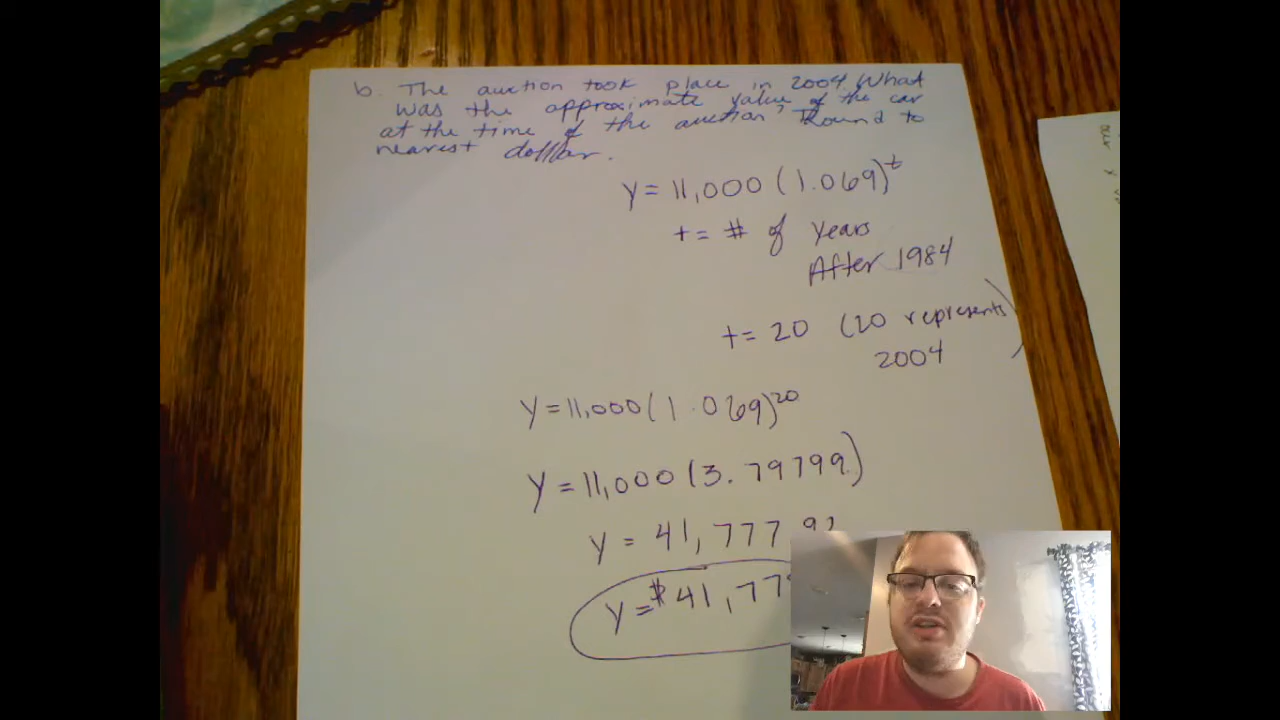 b. The auction took place in 2004. What
was the approximate value of the car
at the time of the auction? Round to
nearest dollar.
y = 11,000 (1.069)^t
t = # of years
After 1984
t = 20 (20 represents)
2004
y = 11,000 (1.069)^20
y = 11,000 (3.79799)
y = 41,777
y = $41,77